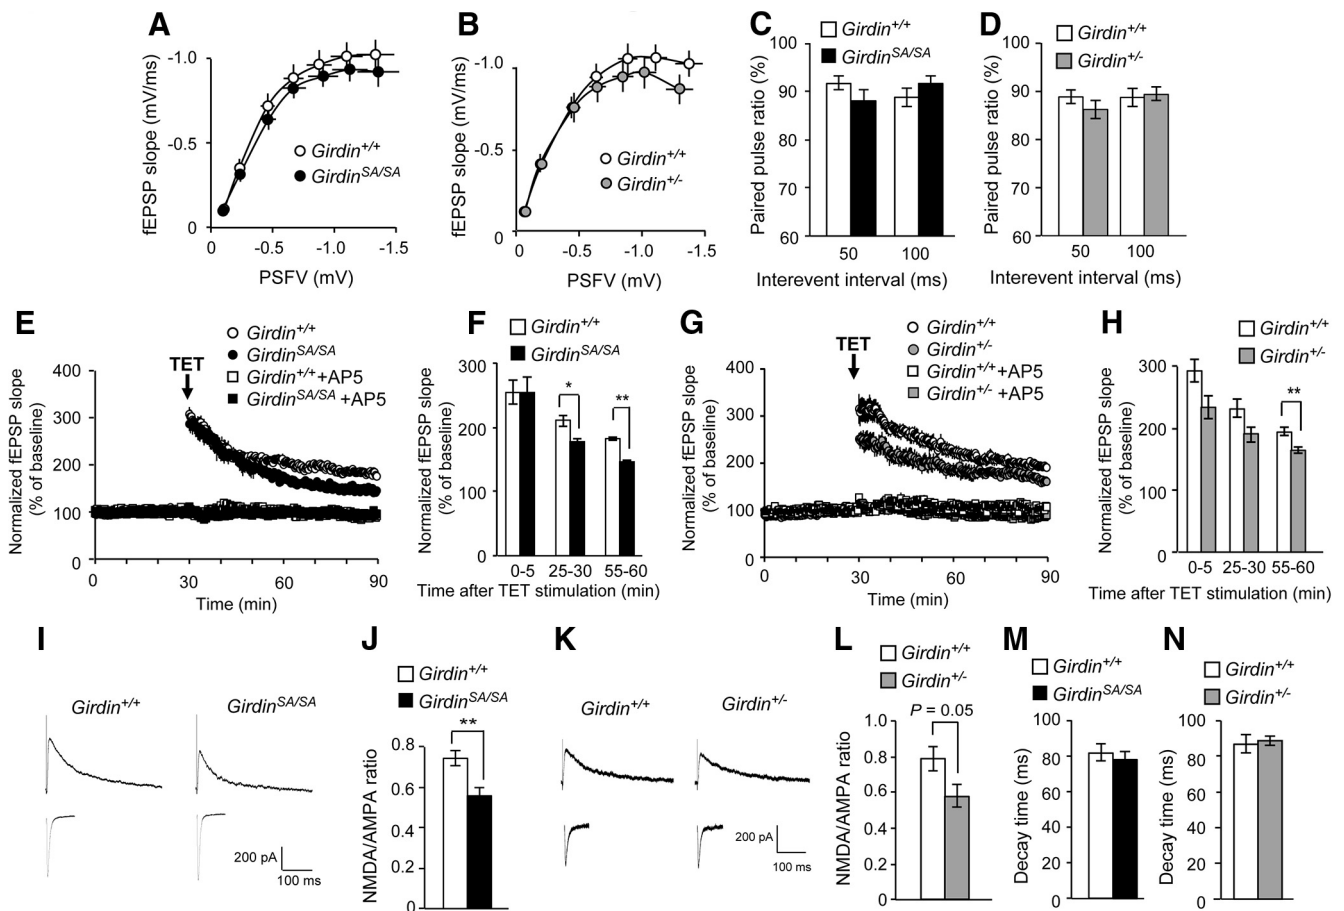 A
-1.0
-0.5
0
0
-0.5
-1.0
-1.5
fEPSP slope (mV/ms)
PSFV (mV)
Girdin+/+
GirdinSA/SA
B
-1.0
-0.5
0
0
-0.5
-1.0
-1.5
fEPSP slope (mV/ms)
PSFV (mV)
Girdin+/+
Girdin+/-
C
Girdin+/+
GirdinSA/SA
100
90
80
70
60
Paired pulse ratio (%)
50
100
Interevent interval (ms)
D
Girdin+/+
Girdin+/-
100
90
80
70
60
Paired pulse ratio (%)
50
100
Interevent interval (ms)
E
Girdin+/+
GirdinSA/SA
Girdin+/+ +AP5
GirdinSA/SA +AP5
TET
400
300
200
100
0
Normalized fEPSP slope
(% of baseline)
0
30
60
90
Time (min)
F
Girdin+/+
GirdinSA/SA
300
200
100
0
Normalized fEPSP slope
(% of baseline)
*
**
0-5
25-30
55-60
Time after TET stimulation (min)
G
Girdin+/+
Girdin+/-
Girdin+/+ +AP5
Girdin+/- +AP5
TET
400
300
200
100
0
Normalized fEPSP slope
(% of baseline)
0
30
60
90
Time (min)
H
Girdin+/+
Girdin+/-
300
200
100
0
Normalized fEPSP slope
(% of baseline)
**
0-5
25-30
55-60
Time after TET stimulation (min)
I
Girdin+/+
GirdinSA/SA
200 pA
100 ms
J
Girdin+/+
GirdinSA/SA
**
0.8
0.6
0.4
0.2
0
NMDA/AMPA ratio
K
Girdin+/+
Girdin+/-
200 pA
100 ms
L
Girdin+/+
Girdin+/-
P = 0.05
1.0
0.8
0.6
0.4
0.2
0
NMDA/AMPA ratio
M
Girdin+/+
GirdinSA/SA
80
60
40
20
0
100
Decay time (ms)
N
Girdin+/+
Girdin+/-
100
80
60
40
20
0
Decay time (ms)